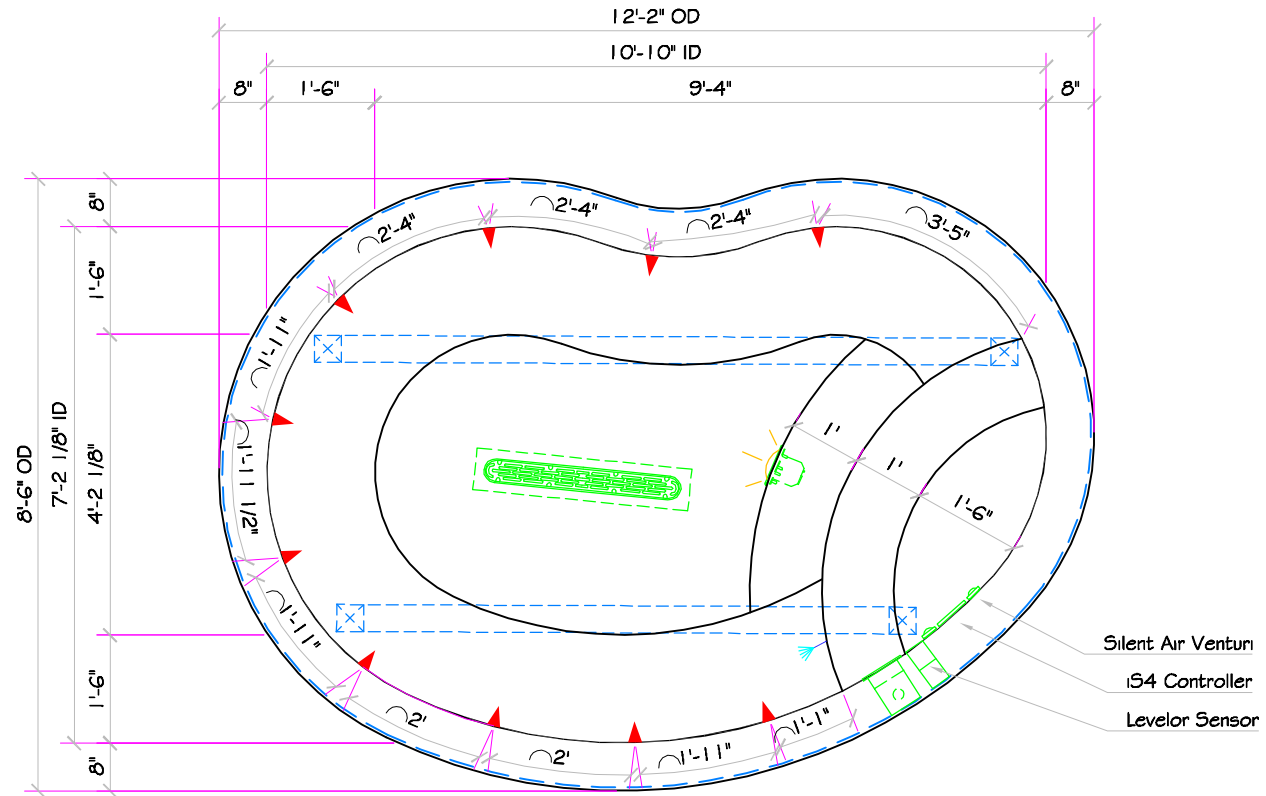 12'-2" OD
10'-10" ID
8" 1'-6" 9'-4" 8"
8"
2'-4" 2'-4" 2'-4" 3'-5"
1'-6"
1'-11"
8'-6" OD
7'-2 1/8" ID
4'-2 1/8"
1'-11 1/2"
1' 1' 1'-6"
1'-11"
1'-6"
8"
2' 2' 1'-11" 1'-1"
Silent Air Venturi
iS4 Controller
Levelor Sensor